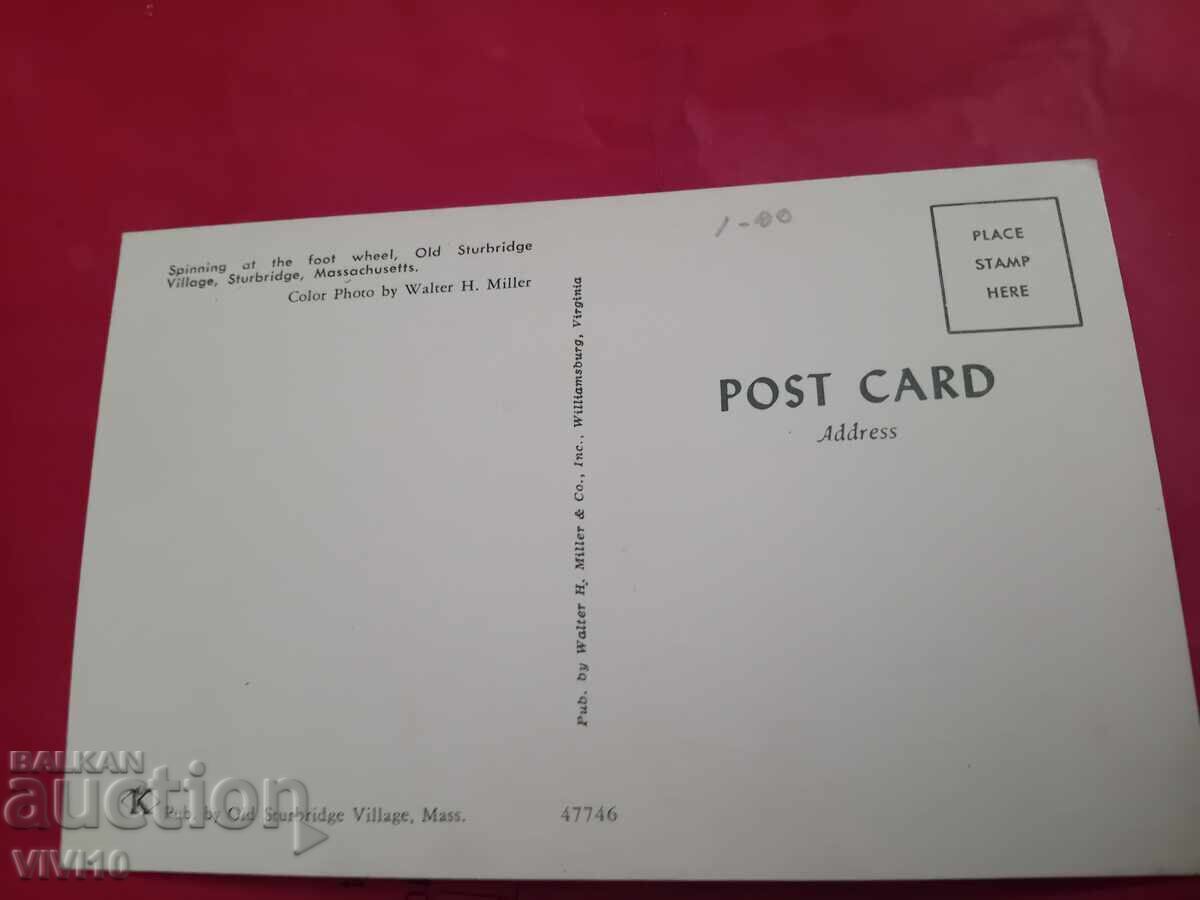 Spinning at the foot wheel, Old Sturbridge
Village, Sturbridge, Massachusetts.
Color Photo by Walter H. Miller
1-00
PLACE
STAMP
HERE
POST CARD
Address
Pub. by Walter H. Miller & Co., Inc., Williamsburg, Virginia
K Pub. by Old Sturbridge Village, Mass. 47746
BALKAN
auction
VIVI10